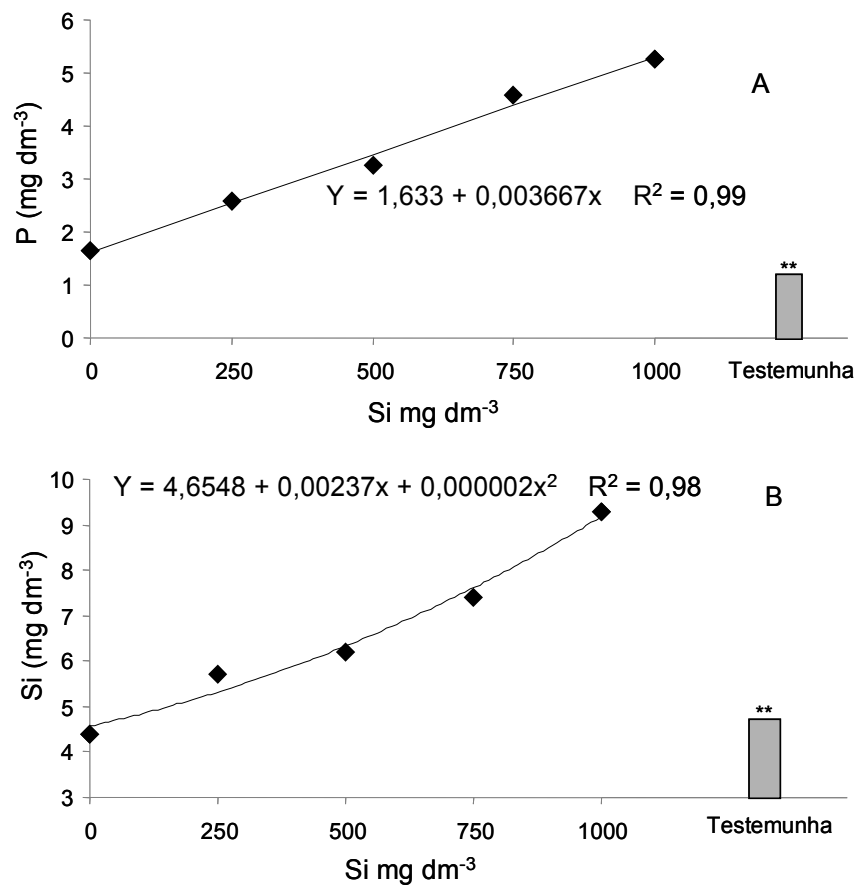 6
5
4
3
2
1
0
P (mg dm⁻³)
A
Y = 1,633 + 0,003667x R² = 0,99
**
0 250 500 750 1000 Testemunha
Si mg dm⁻³
10
9
8
7
6
5
4
3
Si (mg dm⁻³)
Y = 4,6548 + 0,00237x + 0,000002x² R² = 0,98
B
**
0 250 500 750 1000 Testemunha
Si mg dm⁻³